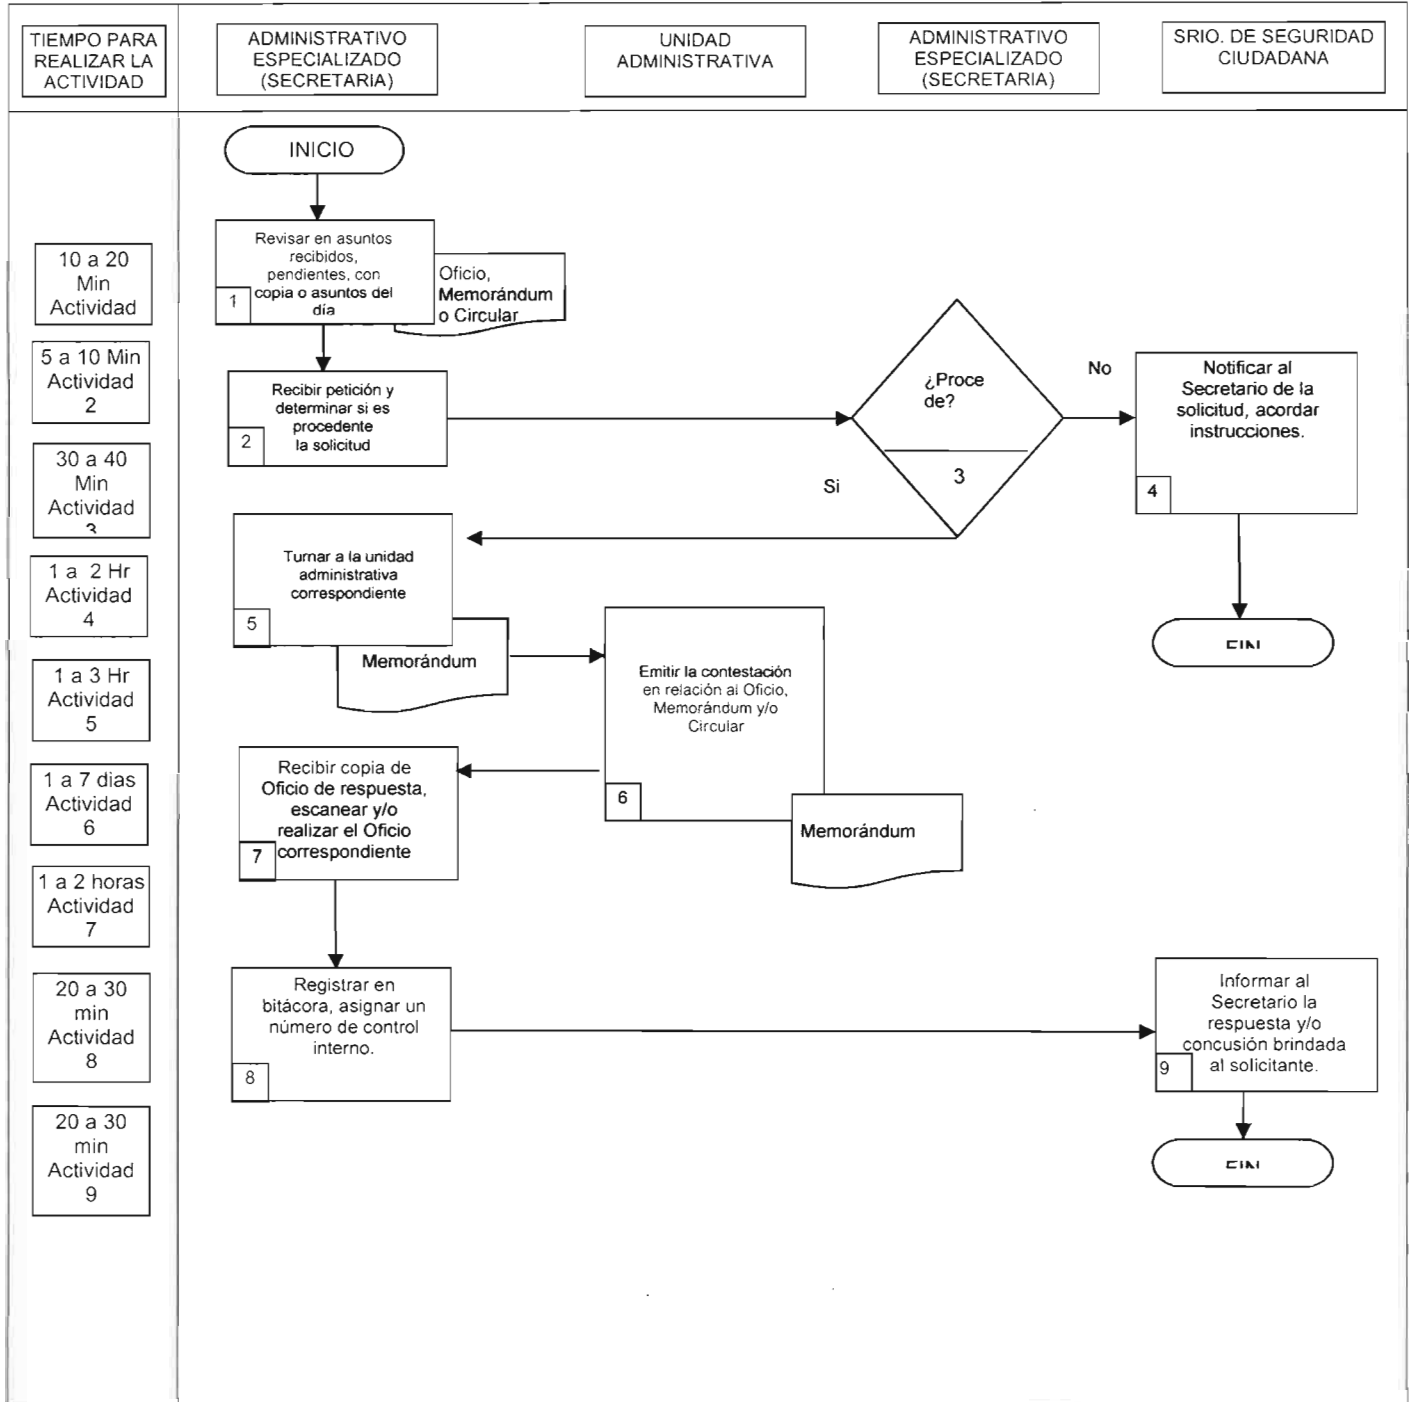 TIEMPO PARA
REALIZAR LA
ACTIVIDAD
ADMINISTRATIVO
ESPECIALIZADO
(SECRETARIA)
UNIDAD
ADMINISTRATIVA
ADMINISTRATIVO
ESPECIALIZADO
(SECRETARIA)
SRIO. DE SEGURIDAD
CIUDADANA
INICIO
10 a 20
Min
Actividad
Revisar en asuntos
recibidos,
pendientes, con
copia o asuntos del
día
1
Oficio,
Memorándum
o Circular
5 a 10 Min
Actividad
2
Recibir petición y
determinar si es
procedente
la solicitud
2
¿Proce
de?
3
No
Si
Notificar al
Secretario de la
solicitud, acordar
instrucciones.
4
FIN
30 a 40
Min
Actividad
3
Turnar a la unidad
administrativa
correspondiente
5
Memorándum
1 a 2 Hr
Actividad
4
Emitir la contestación
en relación al Oficio,
Memorándum y/o
Circular
6
Memorándum
1 a 3 Hr
Actividad
5
Recibir copia de
Oficio de respuesta,
escanear y/o
realizar el Oficio
correspondiente
7
1 a 7 dias
Actividad
6
1 a 2 horas
Actividad
7
Registrar en
bitácora, asignar un
número de control
interno.
8
20 a 30
min
Actividad
8
Informar al
Secretario la
respuesta y/o
concusión brindada
al solicitante.
9
FIN
20 a 30
min
Actividad
9